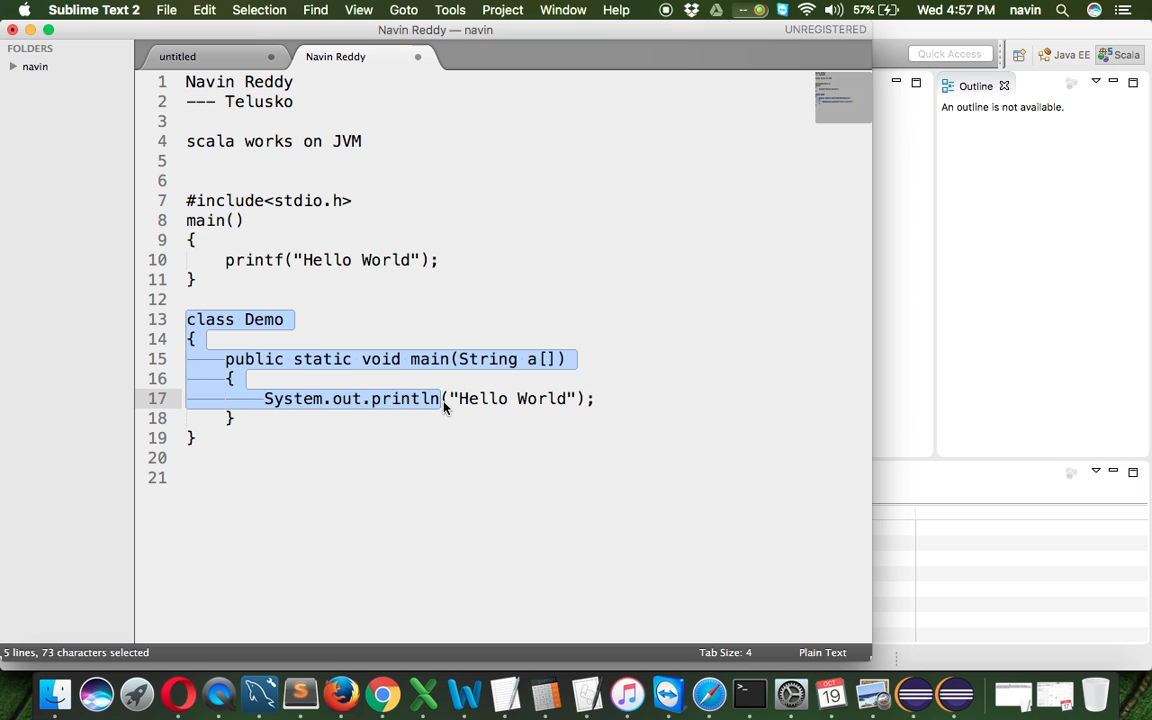 Sublime Text 2 File Edit Selection Find View Goto Tools Project Window Help 57% Wed 4:57 PM navin
Navin Reddy — navin UNREGISTERED
FOLDERS
navin
untitled Navin Reddy
Quick Access Java EE Scala
Outline
An outline is not available.
1 Navin Reddy
2 --- Telusko
3
4 scala works on JVM
5
6
7 #include<stdio.h>
8 main()
9 {
10 printf("Hello World");
11 }
12
13 class Demo
14 {
15 public static void main(String a[])
16 {
17 System.out.println("Hello World");
18 }
19 }
20
21
5 lines, 73 characters selected Tab Size: 4 Plain Text
OCT
19